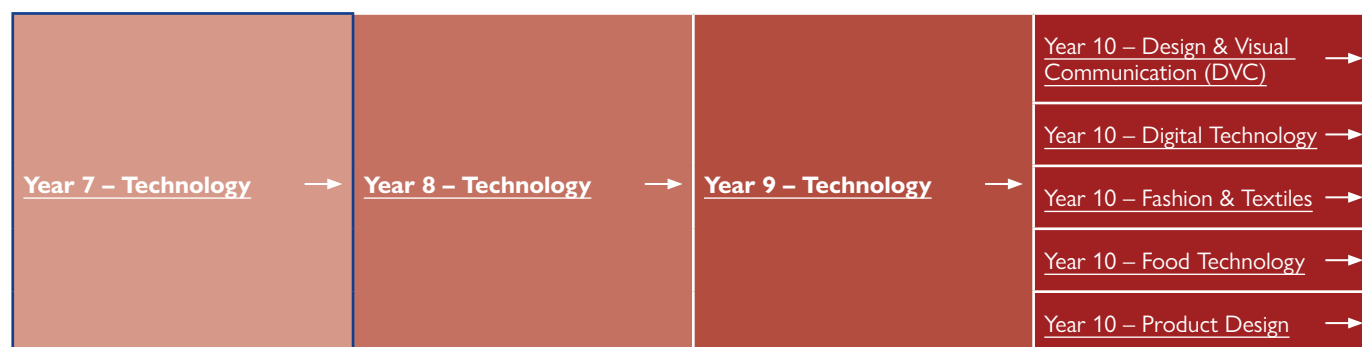 Year 7 – Technology
Year 8 – Technology
Year 9 – Technology
Year 10 – Design & Visual
Communication (DVC)
Year 10 – Digital Technology
Year 10 – Fashion & Textiles
Year 10 – Food Technology
Year 10 – Product Design